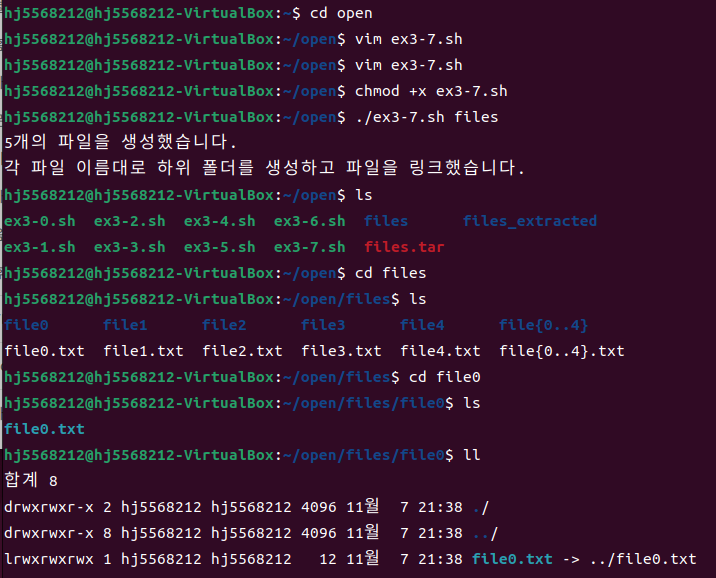 hj5568212@hj5568212-VirtualBox:~$ cd open
hj5568212@hj5568212-VirtualBox:~/open$ vim ex3-7.sh
hj5568212@hj5568212-VirtualBox:~/open$ vim ex3-7.sh
hj5568212@hj5568212-VirtualBox:~/open$ chmod +x ex3-7.sh
hj5568212@hj5568212-VirtualBox:~/open$ ./ex3-7.sh files
5개의 파일을 생성했습니다.
각 파일 이름대로 하위 폴더를 생성하고 파일을 링크했습니다.
hj5568212@hj5568212-VirtualBox:~/open$ ls
ex3-0.sh ex3-2.sh ex3-4.sh ex3-6.sh files files_extracted
ex3-1.sh ex3-3.sh ex3-5.sh ex3-7.sh files.tar
hj5568212@hj5568212-VirtualBox:~/open$ cd files
hj5568212@hj5568212-VirtualBox:~/open/files$ ls
file0 file1 file2 file3 file4 file{0..4}
file0.txt file1.txt file2.txt file3.txt file4.txt file{0..4}.txt
hj5568212@hj5568212-VirtualBox:~/open/files$ cd file0
hj5568212@hj5568212-VirtualBox:~/open/files/file0$ ls
file0.txt
hj5568212@hj5568212-VirtualBox:~/open/files/file0$ ll
합계 8
drwxrwxr-x 2 hj5568212 hj5568212 4096 11월 7 21:38 ./
drwxrwxr-x 8 hj5568212 hj5568212 4096 11월 7 21:38 ../
lrwxrwxrwx 1 hj5568212 hj5568212 12 11월 7 21:38 file0.txt -> ../file0.txt